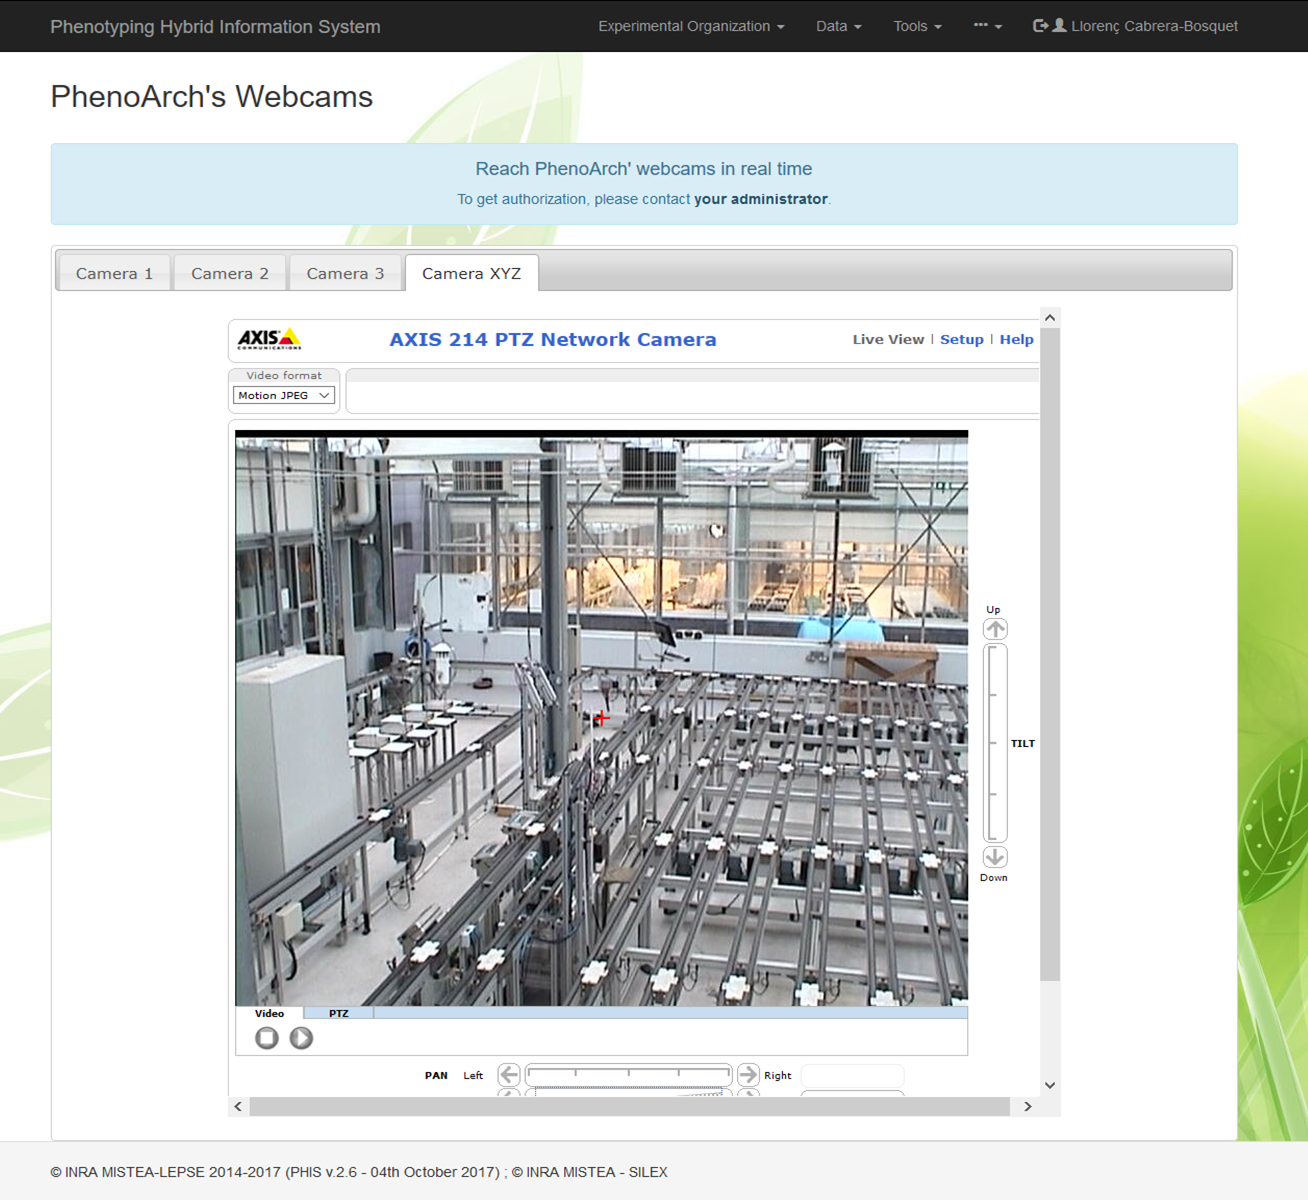 Phenotyping Hybrid Information System
Experimental Organization
Data
Tools
Llorenç Cabrera-Bosquet
PhenoArch's Webcams
Reach PhenoArch' webcams in real time
To get authorization, please contact your administrator.
Camera 1
Camera 2
Camera 3
Camera XYZ
AXIS
COMMUNICATIONS
AXIS 214 PTZ Network Camera
Live View | Setup | Help
Video format
Motion JPEG
Up
TILT
Down
Video
PTZ
PAN Left
Right
© INRA MISTEA-LEPSE 2014-2017 (PHIS v.2.6 - 04th October 2017) ; © INRA MISTEA - SILEX